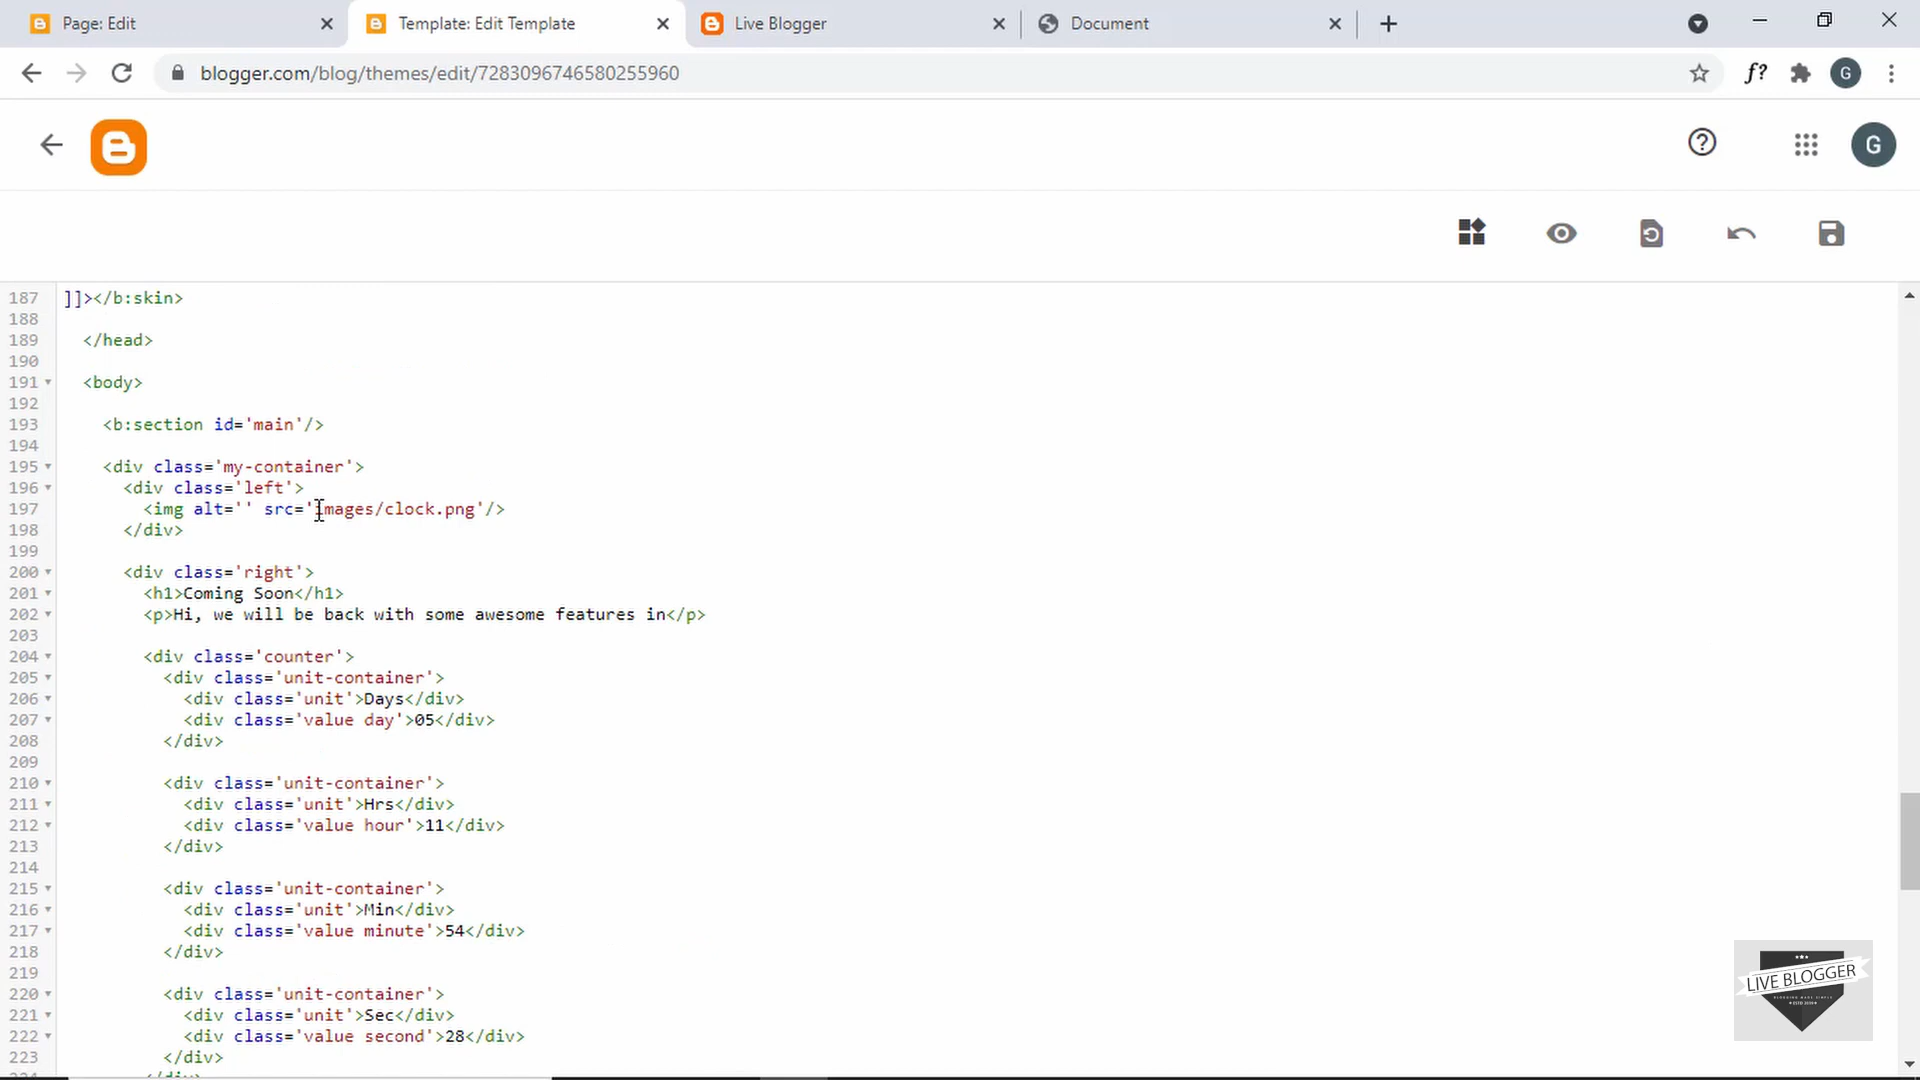 Page: Edit
Template: Edit Template
Live Blogger
Document
blogger.com/blog/themes/edit/7283096746580255960
f?
G
G
187 ]]></b:skin>
188
189 </head>
190
191 <body>
192
193 <b:section id='main'/>
194
195 <div class='my-container'>
196 <div class='left'>
197 <img alt='' src='images/clock.png'/>
198 </div>
199
200 <div class='right'>
201 <h1>Coming Soon</h1>
202 <p>Hi, we will be back with some awesome features in</p>
203
204 <div class='counter'>
205 <div class='unit-container'>
206 <div class='unit'>Days</div>
207 <div class='value day'>05</div>
208 </div>
209
210 <div class='unit-container'>
211 <div class='unit'>Hrs</div>
212 <div class='value hour'>11</div>
213 </div>
214
215 <div class='unit-container'>
216 <div class='unit'>Min</div>
217 <div class='value minute'>54</div>
218 </div>
219
220 <div class='unit-container'>
221 <div class='unit'>Sec</div>
222 <div class='value second'>28</div>
223 </div>
LIVE BLOGGER